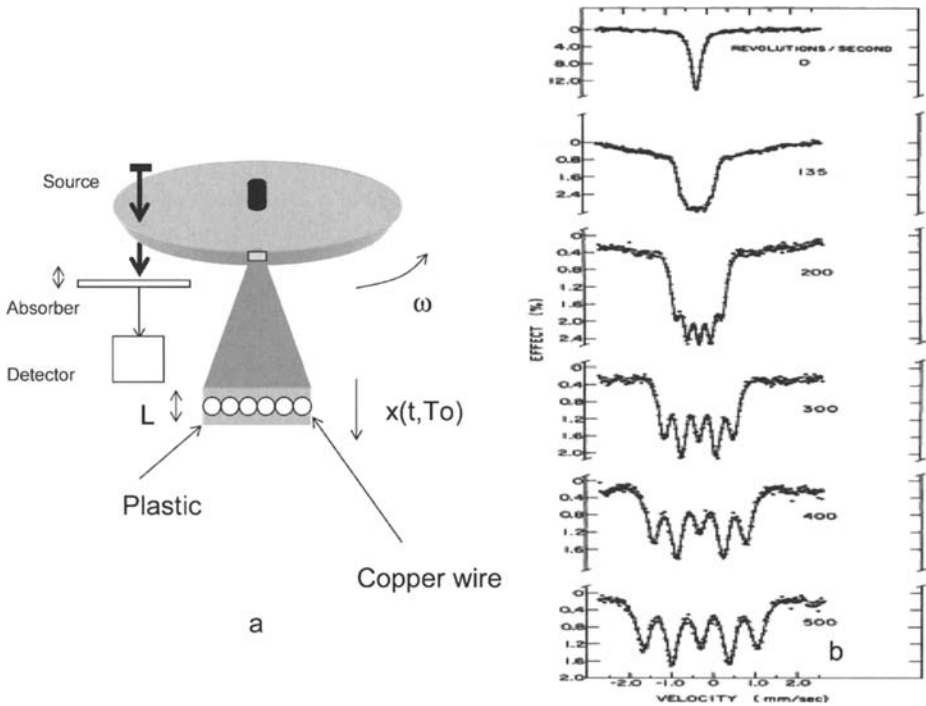 Source
Absorber
Detector
L
ω
x(t,To)
Plastic
Copper wire
a
EFFECT (%)
REVOLUTIONS / SECOND
0
4.0
8.0
12.0
0
0
0.8
1.6
2.4
135
0
0.4
0.8
1.2
1.6
2.0
2.4
200
0
0.4
0.8
1.2
1.6
2.0
300
0
0.4
0.8
1.2
1.6
400
0
0.4
0.8
1.2
1.6
2.0
500
b
-2.0 -1.0 0 1.0 2.0
VELOCITY (mm/sec)